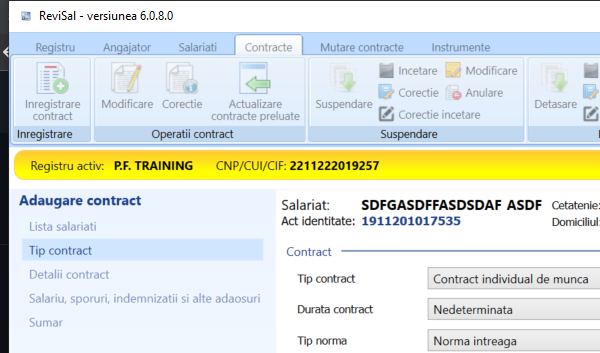 ReviSal - versiunea 6.0.8.0
Registru Angajator Salariati Contracte Mutare contracte Instrumente
Inregistrare contract
Modificare Corectie Actualizare contracte preluate
Suspendare
Incetare Modificare
Corectie Anulare
Corectie incetare
Detasare
Inregistrare Operatii contract Suspendare
Registru activ: P.F. TRAINING CNP/CUI/CIF: 2211222019257
Adaugare contract
Lista salariati
Tip contract
Detalii contract
Salariu, sporuri, indemnizatii si alte adaosuri
Sumar
Salariat: SDFGASDFFASDSDAF ASDF Cetatenie:
Act identitate: 1911201017535 Domiciliul:
Contract
Tip contract Contract individual de munca
Durata contract Nedeterminata
Tip norma Norma intreaga